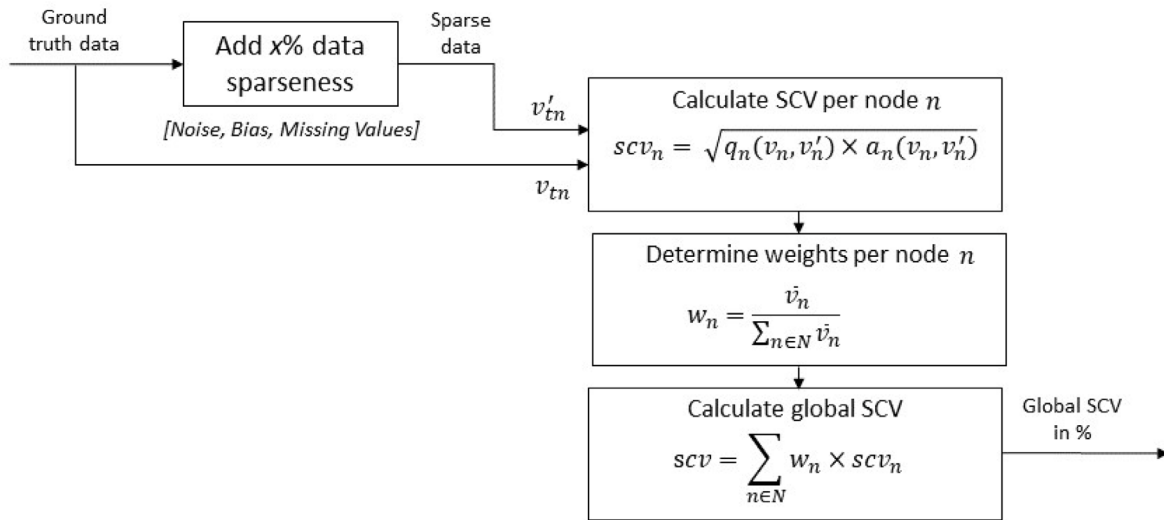 Ground
truth data
Add x% data
sparseness
Sparse
data
[Noise, Bias, Missing Values]
v′ₜₙ
vₜₙ
Calculate SCV per node n
scvₙ = √(qₙ(vₙ, v′ₙ) × aₙ(vₙ, v′ₙ))
Determine weights per node n
wₙ = v̄ₙ / ∑ₙ∈N v̄ₙ
Calculate global SCV
scv = ∑ₙ∈N wₙ × scvₙ
Global SCV
in %